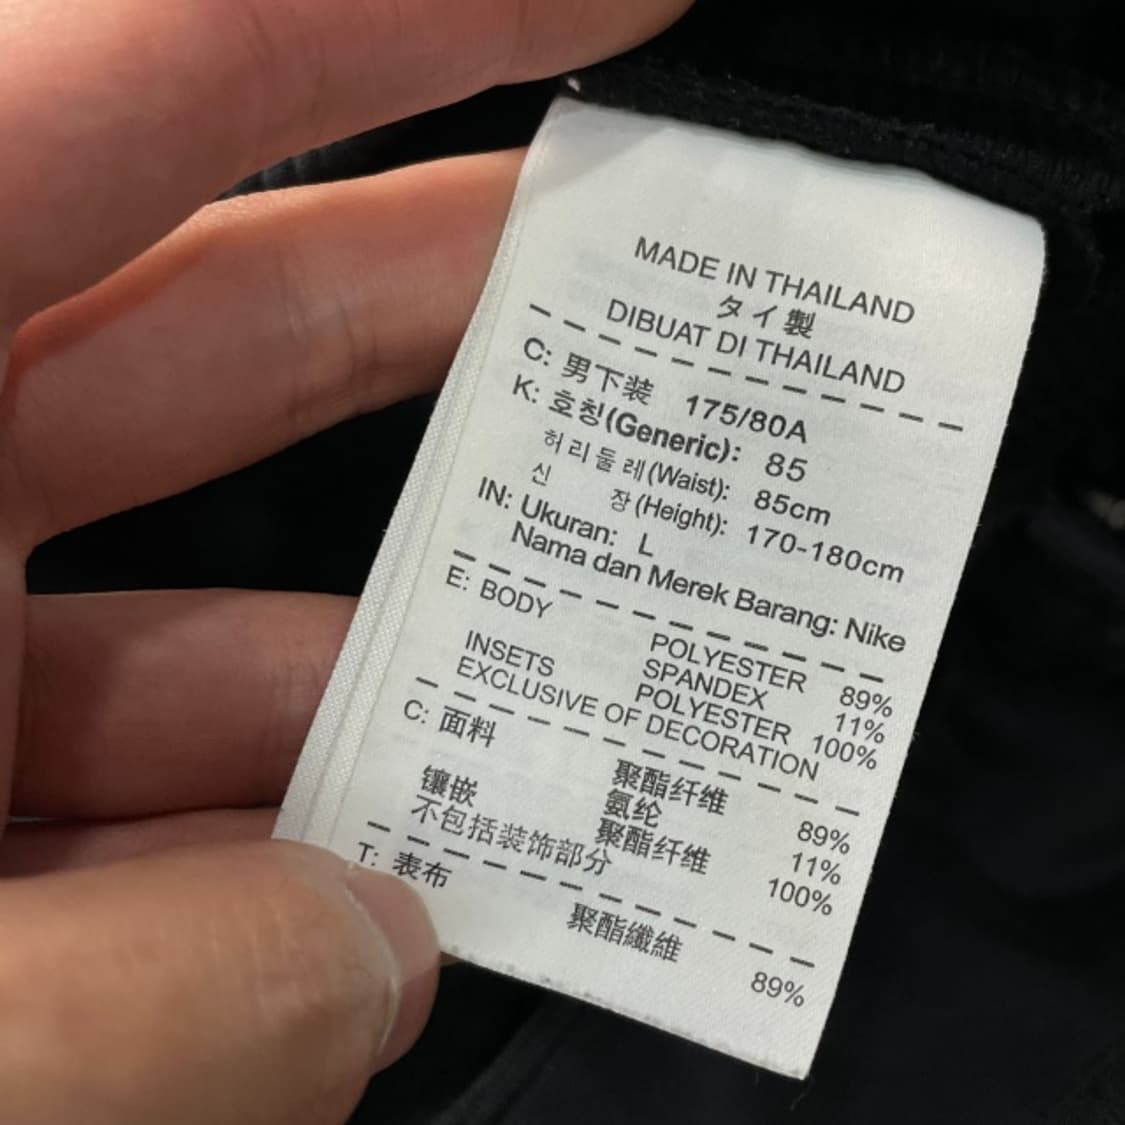 MADE IN THAILAND
タイ製
DIBUAT DI THAILAND
C: 男下装 175/80A
K: 호칭(Generic): 85
허리둘레(Waist): 85cm
신 장(Height): 170-180cm
IN: Ukuran: L
Nama dan Merek Barang: Nike
E: BODY
POLYESTER 89%
SPANDEX 11%
INSETS POLYESTER 100%
EXCLUSIVE OF DECORATION
C: 面料
聚酯纤维 89%
氨纶 11%
镶嵌 聚酯纤维 100%
不包括装饰部分
T: 表布
聚酯纖維 89%